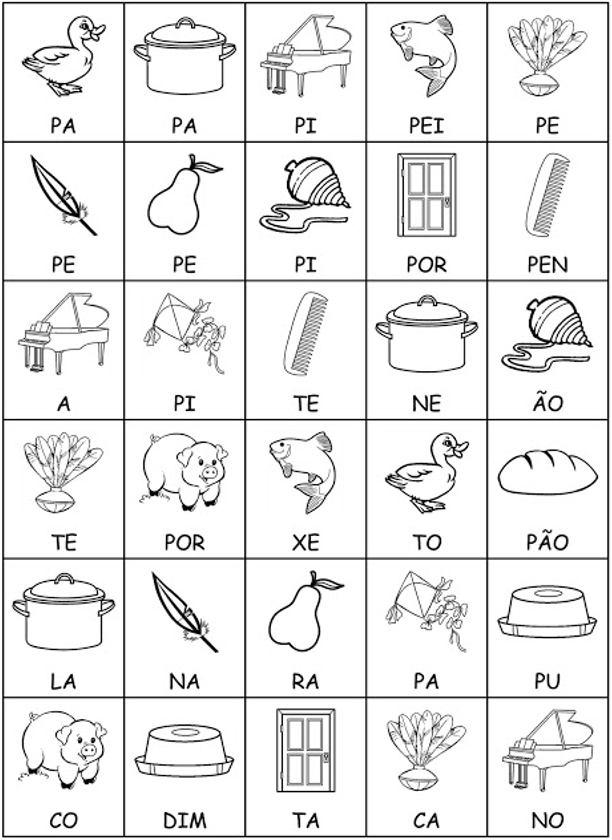 PA PA PI PEI PE
PE PE PI POR PEN
A PI TE NE ÃO
TE POR XE TO PÃO
LA NA RA PA PU
CO DIM TA CA NO